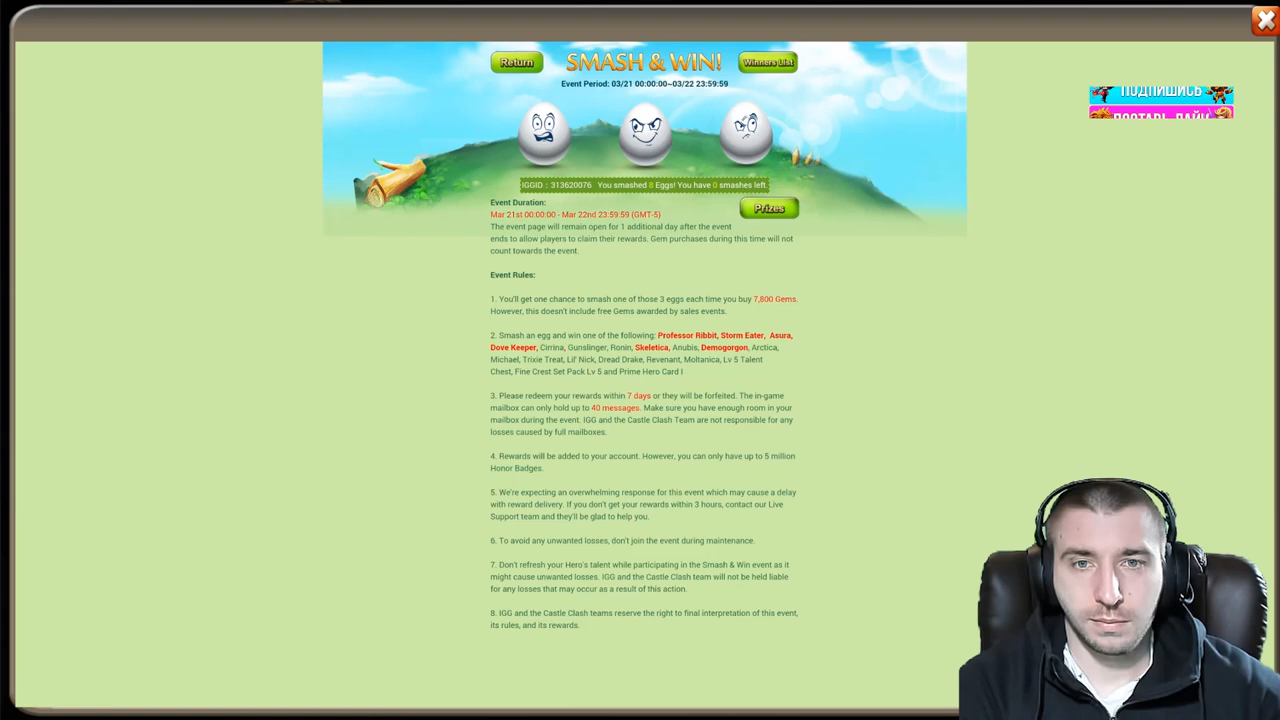 Return
SMASH & WIN!
Winners List
Event Period: 03/21 00:00:00~03/22 23:59:59
ПОДПИШИСЬ
ПОСТАВЬ ЛАЙК
IGGID : 313620076 You smashed 8 Eggs! You have 0 smashes left.
Event Duration:
Prizes
Mar 21st 00:00:00 - Mar 22nd 23:59:59 (GMT-5)
The event page will remain open for 1 additional day after the event
ends to allow players to claim their rewards. Gem purchases during this time will not
count towards the event.
Event Rules:
1. You'll get one chance to smash one of those 3 eggs each time you buy 7,800 Gems.
However, this doesn't include free Gems awarded by sales events.
2. Smash an egg and win one of the following: Professor Ribbit, Storm Eater, Asura,
Dove Keeper, Cirrina, Gunslinger, Ronin, Skeletica, Anubis, Demogorgon, Arctica,
Michael, Trixie Treat, Lil' Nick, Dread Drake, Revenant, Moltanica, Lv 5 Talent
Chest, Fine Crest Set Pack Lv 5 and Prime Hero Card I
3. Please redeem your rewards within 7 days or they will be forfeited. The in-game
mailbox can only hold up to 40 messages. Make sure you have enough room in your
mailbox during the event. IGG and the Castle Clash Team are not responsible for any
losses caused by full mailboxes.
4. Rewards will be added to your account. However, you can only have up to 5 million
Honor Badges.
5. We're expecting an overwhelming response for this event which may cause a delay
with reward delivery. If you don't get your rewards within 3 hours, contact our Live
Support team and they'll be glad to help you.
6. To avoid any unwanted losses, don't join the event during maintenance.
7. Don't refresh your Hero's talent while participating in the Smash & Win event as it
might cause unwanted losses. IGG and the Castle Clash team will not be held liable
for any losses that may occur as a result of this action.
8. IGG and the Castle Clash teams reserve the right to final interpretation of this event,
its rules, and its rewards.